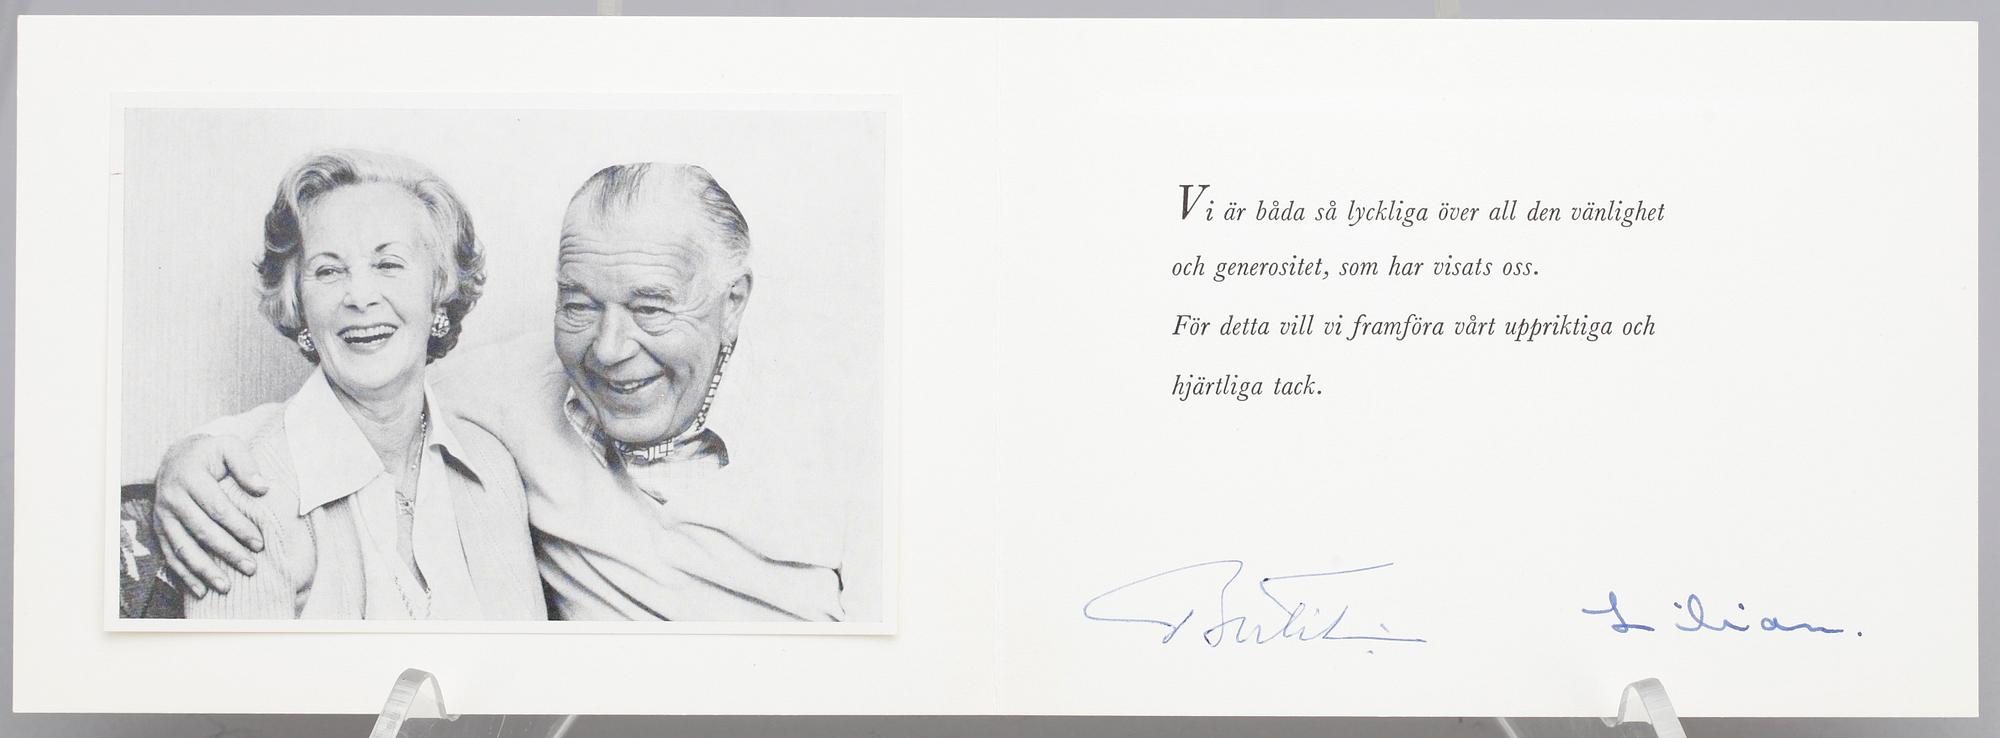 Vi är båda så lyckliga över all den vänlighet
och generositet, som har visats oss.
För detta vill vi framföra vårt uppriktiga och
hjärtliga tack.
Bertil Lilian.